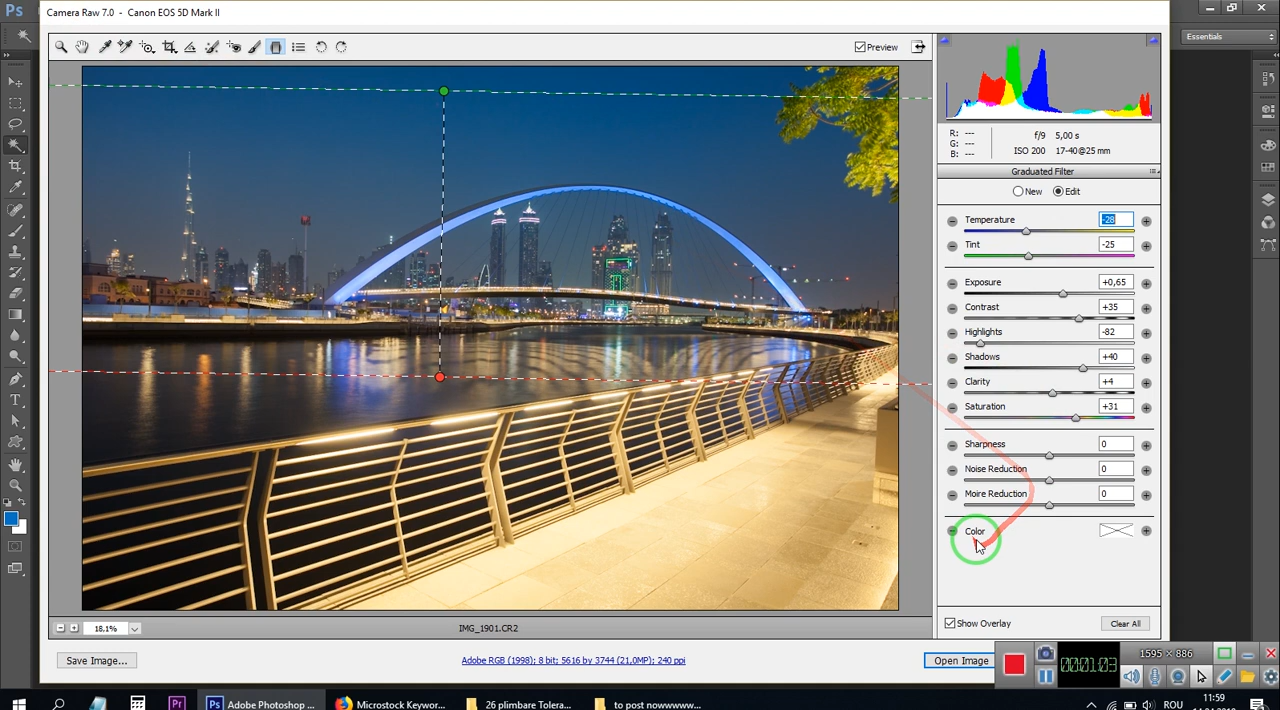 Ps
Camera Raw 7.0 - Canon EOS 5D Mark II
Essentials
Preview
R: ---
G: ---
B: ---
f/9 5,00 s
ISO 200 17-40@25 mm
Graduated Filter
New Edit
Temperature -28
Tint -25
Exposure +0,65
Contrast +35
Highlights -82
Shadows +40
Clarity +4
Saturation +31
Sharpness 0
Noise Reduction 0
Moire Reduction 0
Color
18,1%
IMG_1901.CR2
Show Overlay
Clear All
Save Image...
Adobe RGB (1998); 8 bit; 5616 by 3744 (21,0MP); 240 ppi
Open Image
1595 × 886
00:01:03
Pr
Ps Adobe Photoshop ...
Microstock Keywor...
26 plimbare Tolera...
to post nowwwww...
ROU
11:59